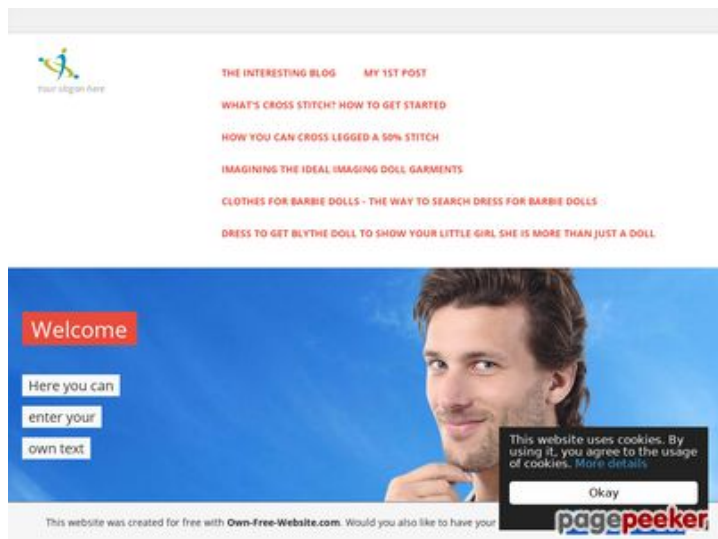 Your slogan here
THE INTERESTING BLOG MY 1ST POST
WHAT'S CROSS STITCH? HOW TO GET STARTED
HOW YOU CAN CROSS LEGGED A 50% STITCH
IMAGINING THE IDEAL IMAGING DOLL GARMENTS
CLOTHES FOR BARBIE DOLLS - THE WAY TO SEARCH DRESS FOR BARBIE DOLLS
DRESS TO GET BLYTHE DOLL TO SHOW YOUR LITTLE GIRL SHE IS MORE THAN JUST A DOLL
Welcome
Here you can
enter your
own text
This website uses cookies. By
using it, you agree to the usage
of cookies. More details
Okay
This website was created for free with Own-Free-Website.com. Would you also like to have your
pagepeeker